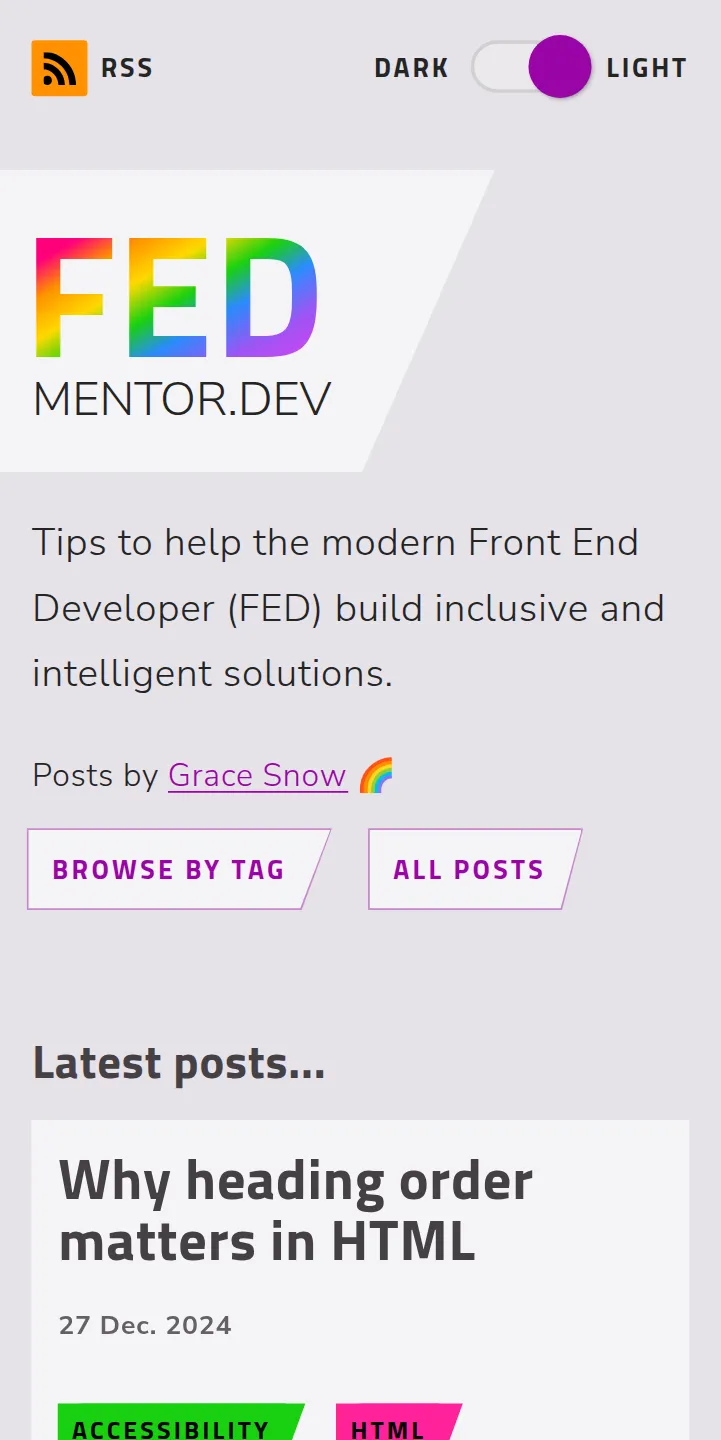 RSS
DARK LIGHT
FED
MENTOR.DEV
Tips to help the modern Front End
Developer (FED) build inclusive and
intelligent solutions.
Posts by Grace Snow 🌈
BROWSE BY TAG ALL POSTS
Latest posts...
Why heading order
matters in HTML
27 Dec. 2024
ACCESSIBILITY HTML